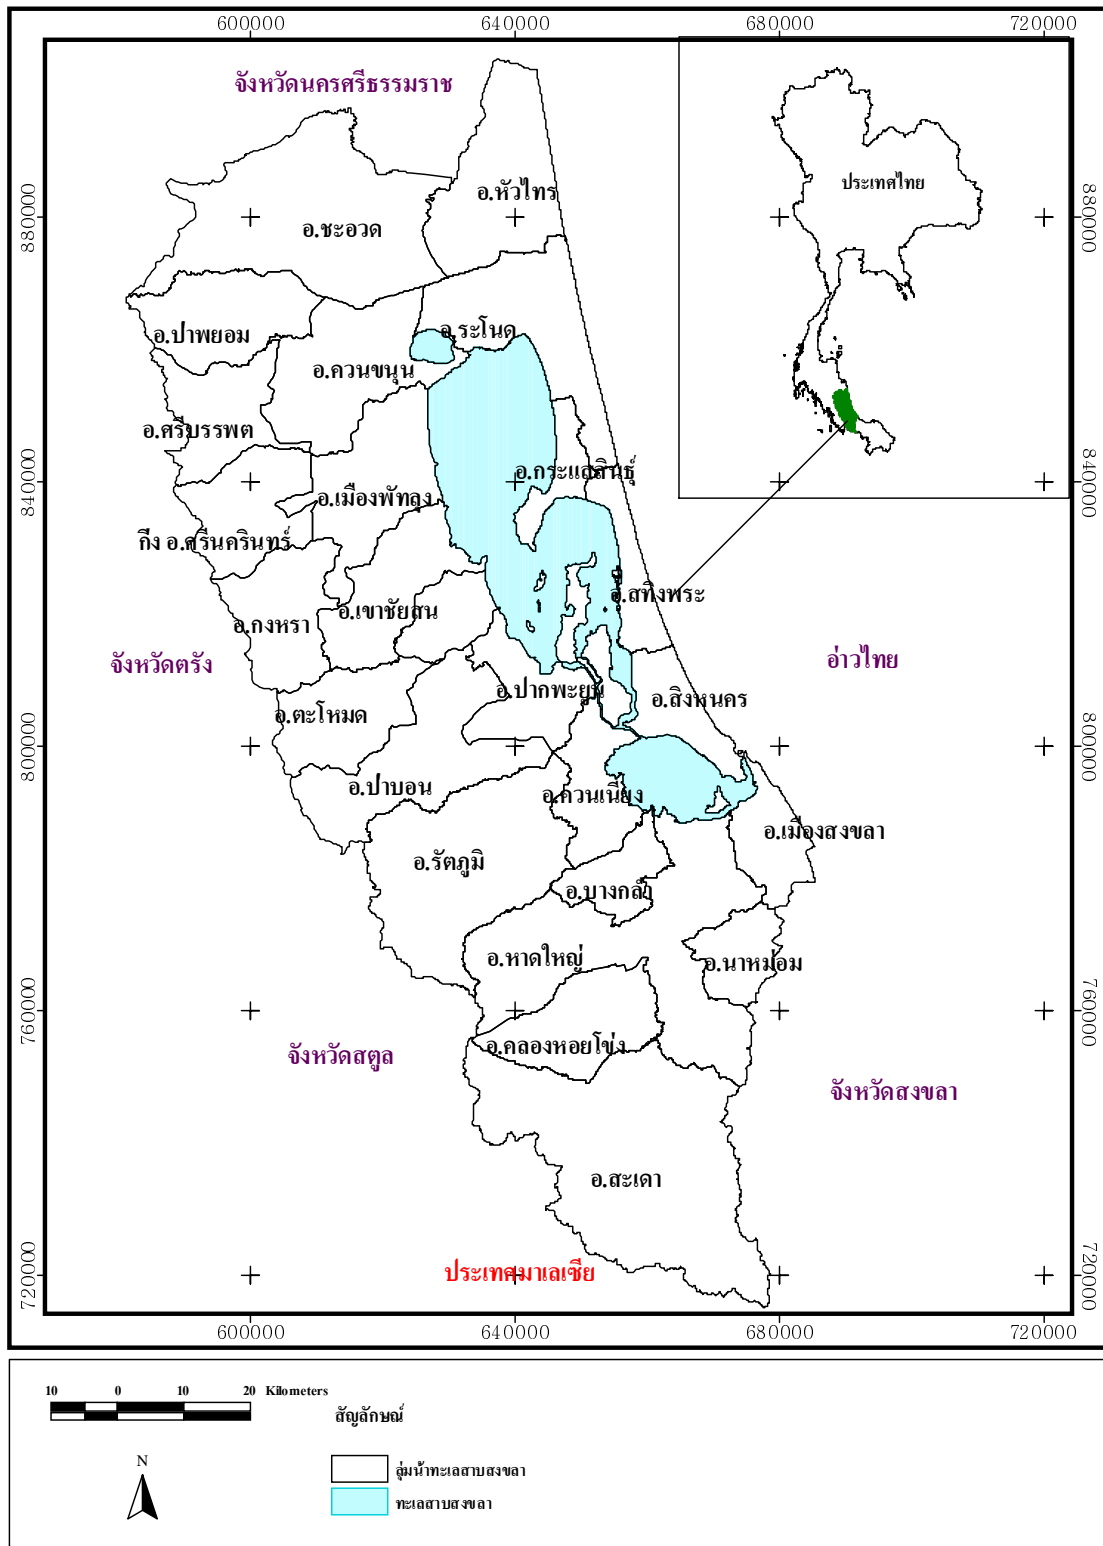 600000 640000 680000 720000
จังหวัดนครศรีธรรมราช
ประเทศไทย
อ.หัวไทร
880000 880000
อ.ชะอวด
อ.ระโนด
อ.ป่าพยอม
อ.ควนขนุน
อ.ศรีบรรพต
อ.กระแสสินธุ์
840000 840000
อ.เมืองพัทลุง
กิ่ง อ.ศรีนครินทร์
อ.สทิงพระ
อ.เขาชัยสน
อ.กงหรา
จังหวัดตรัง
อ่าวไทย
อ.ปากพะยูน
อ.สิงหนคร
อ.ตะโหมด
800000 800000
อ.ป่าบอน
อ.ควนเนียง
อ.เมืองสงขลา
อ.รัตภูมิ
อ.บางกล่ำ
อ.หาดใหญ่
อ.นาหม่อม
760000 760000
อ.คลองหอยโข่ง
จังหวัดสตูล
จังหวัดสงขลา
อ.สะเดา
ประเทศมาเลเซีย
720000 720000
600000 640000 680000 720000
10 0 10 20 Kilometers
สัญลักษณ์
N
ลุ่มน้ำทะเลสาบสงขลา
ทะเลสาบสงขลา